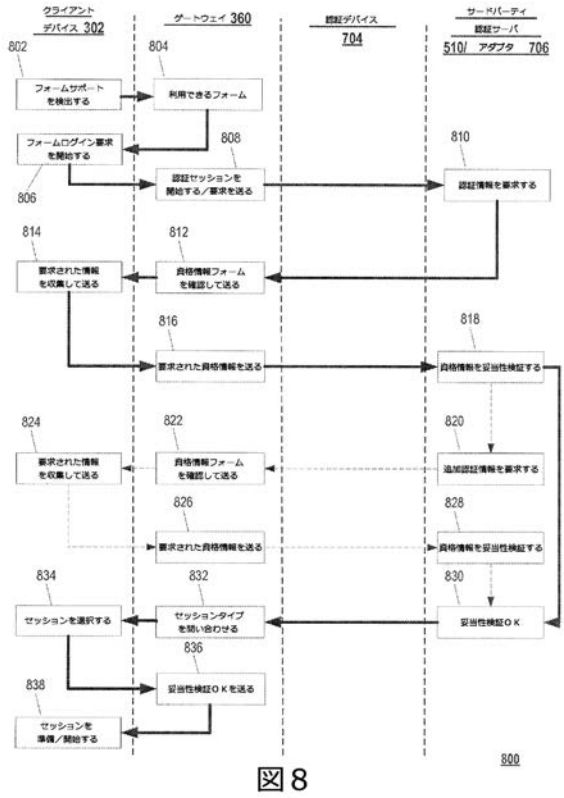 クライアント
デバイス 302
ゲートウェイ 360
認証デバイス
704
サードパーティ
認証サーバ
510/ アダプタ 706
802
フォームサポート
を検出する
804
利用できるフォーム
フォームログイン要求
を開始する
806
808
認証セッションを
開始する/要求を送る
810
認証情報を要求する
814
要求された情報
を収集して送る
812
資格情報フォーム
を確認して送る
816
要求された資格情報を送る
818
資格情報を妥当性検証する
824
要求された情報
を収集して送る
822
資格情報フォーム
を確認して送る
820
追加認証情報を要求する
826
要求された資格情報を送る
828
資格情報を妥当性検証する
834
セッションを選択する
832
セッションタイプ
を問い合わせる
830
妥当性検証OK
836
妥当性検証OKを送る
838
セッションを
準備/開始する
800
図8